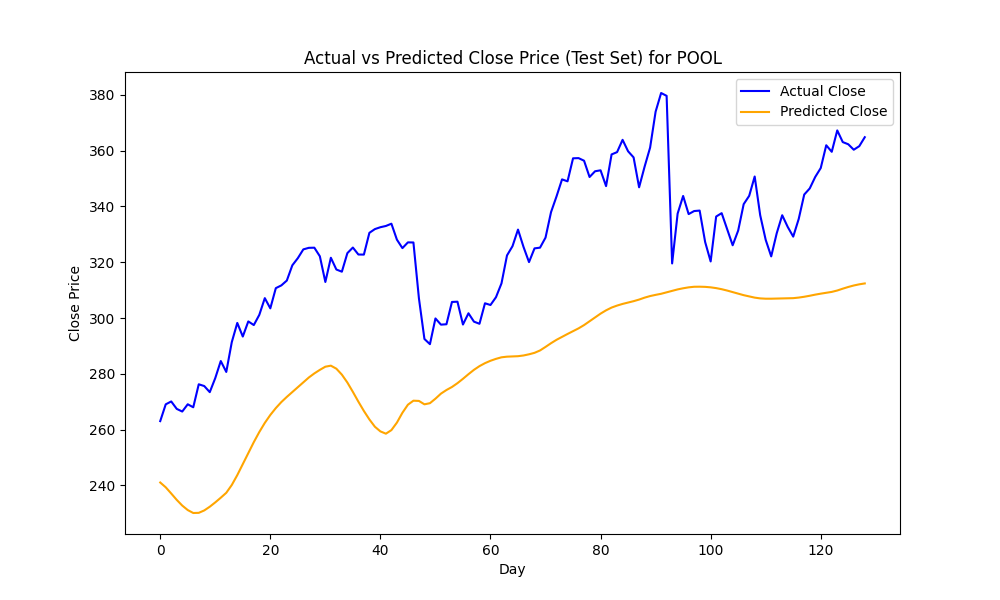 Actual vs Predicted Close Price (Test Set) for POOL
Actual Close
Predicted Close
380
360
340
320
300
280
260
240
Close Price
0 20 40 60 80 100 120
Day